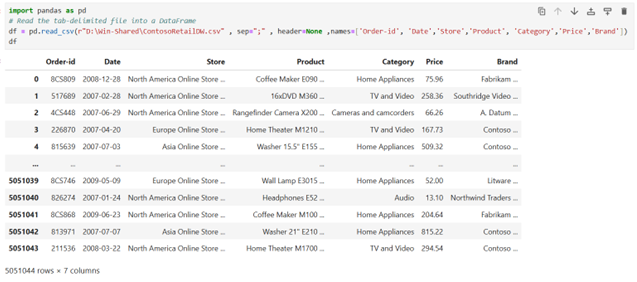 import pandas as pd
# Read the tab-delimited file into a DataFrame
df = pd.read_csv(r"D:\Win-Shared\ContosoRetailDW.csv" , sep=";" , header=None ,names=['Order-id', 'Date','Store','Product', 'Category','Price','Brand'])
df
Order-id Date Store Product Category Price Brand
0 8CS809 2008-12-28 North America Online Store ... Coffee Maker E090 ... Home Appliances 75.96 Fabrikam ...
1 517689 2007-02-28 North America Online Store ... 16xDVD M360 ... TV and Video 258.36 Southridge Video ...
2 4CS448 2007-06-29 North America Online Store ... Rangefinder Camera X200 ... Cameras and camcorders 66.26 A. Datum ...
3 226870 2007-04-20 Europe Online Store ... Home Theater M1210 ... TV and Video 167.73 Contoso ...
4 815639 2007-07-03 Asia Online Store ... Washer 15.5" E155 ... Home Appliances 509.32 Contoso ...
... ... ... ... ... ... ... ...
5051039 8CS746 2009-05-09 Europe Online Store ... Wall Lamp E3015 ... Home Appliances 52.00 Litware ...
5051040 826274 2007-01-24 North America Online Store ... Headphones E52 ... Audio 13.10 Northwind Traders ...
5051041 8CS868 2009-06-23 North America Online Store ... Coffee Maker M100 ... Home Appliances 204.64 Fabrikam ...
5051042 813971 2007-07-07 Asia Online Store ... Washer 21" E210 ... Home Appliances 815.22 Contoso ...
5051043 211536 2008-03-22 North America Online Store ... Home Theater M1700 ... TV and Video 294.54 Contoso ...
5051044 rows × 7 columns